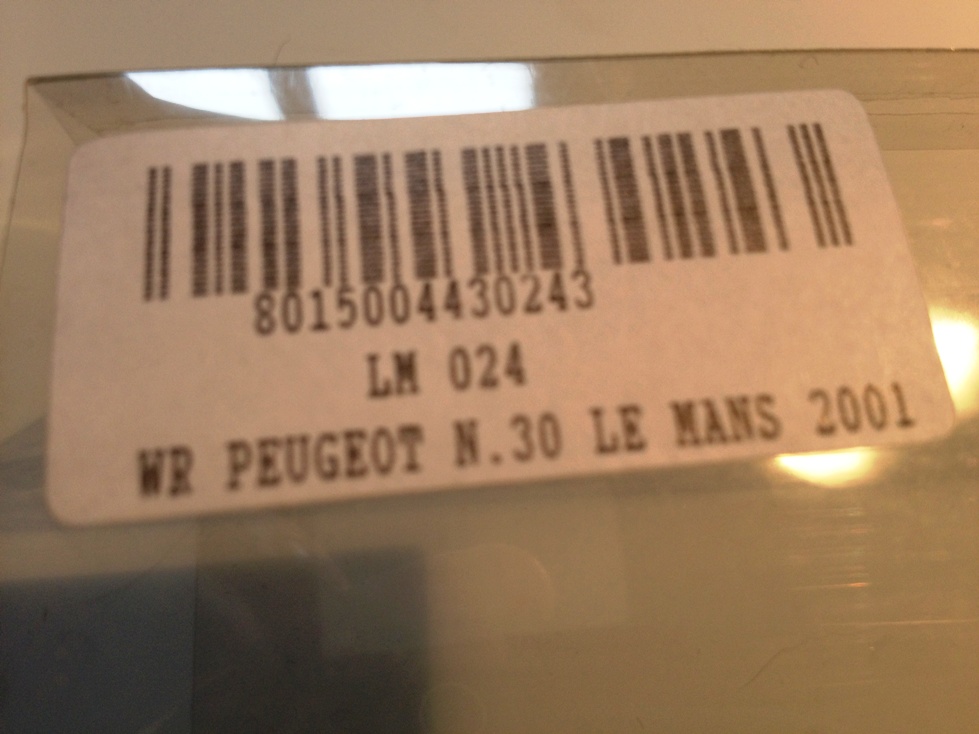 8015004430243
LM 024
WR PEUGEOT N.30 LE MANS 2001